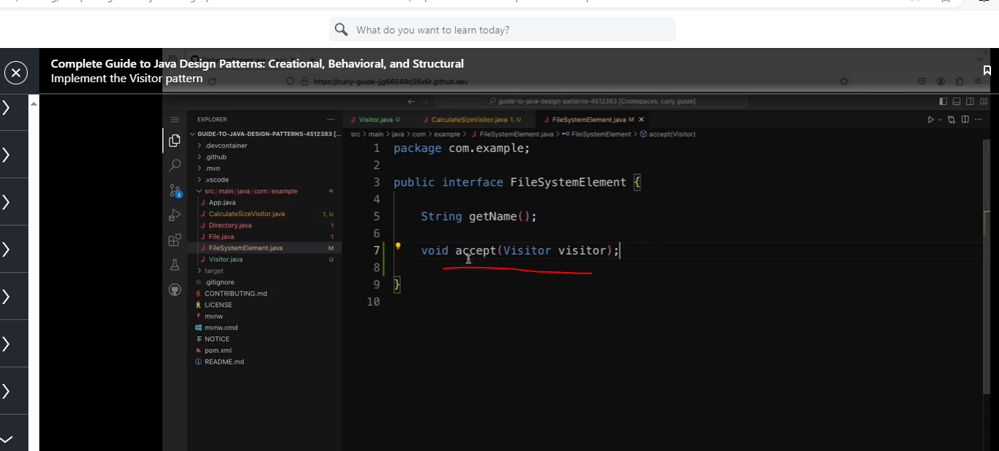 What do you want to learn today?
Complete Guide to Java Design Patterns: Creational, Behavioral, and Structural
Implement the Visitor pattern
https://curly-guide-jjg66549rj35x6r.github.dev
guide-to-java-design-patterns-4512383 [Codespaces: curly guide]
EXPLORER
Visitor.java U
CalculateSizeVisitor.java 1, U
FileSystemElement.java M
GUIDE-TO-JAVA-DESIGN-PATTERNS-4512383 [...
src > main > java > com > example > J FileSystemElement.java > FileSystemElement > accept(Visitor)
.devcontainer
.github
.mvn
.vscode
src/main/java/com/example
J App.java
J CalculateSizeVisitor.java 1, U
J Directory.java 1
J File.java 1
J FileSystemElement.java M
J Visitor.java U
target
.gitignore
CONTRIBUTING.md
LICENSE
mvnw
mvnw.cmd
NOTICE
pom.xml
README.md
1 package com.example;
2
3 public interface FileSystemElement {
4
5 String getName();
6
7 void accept(Visitor visitor);
8
9 }
10